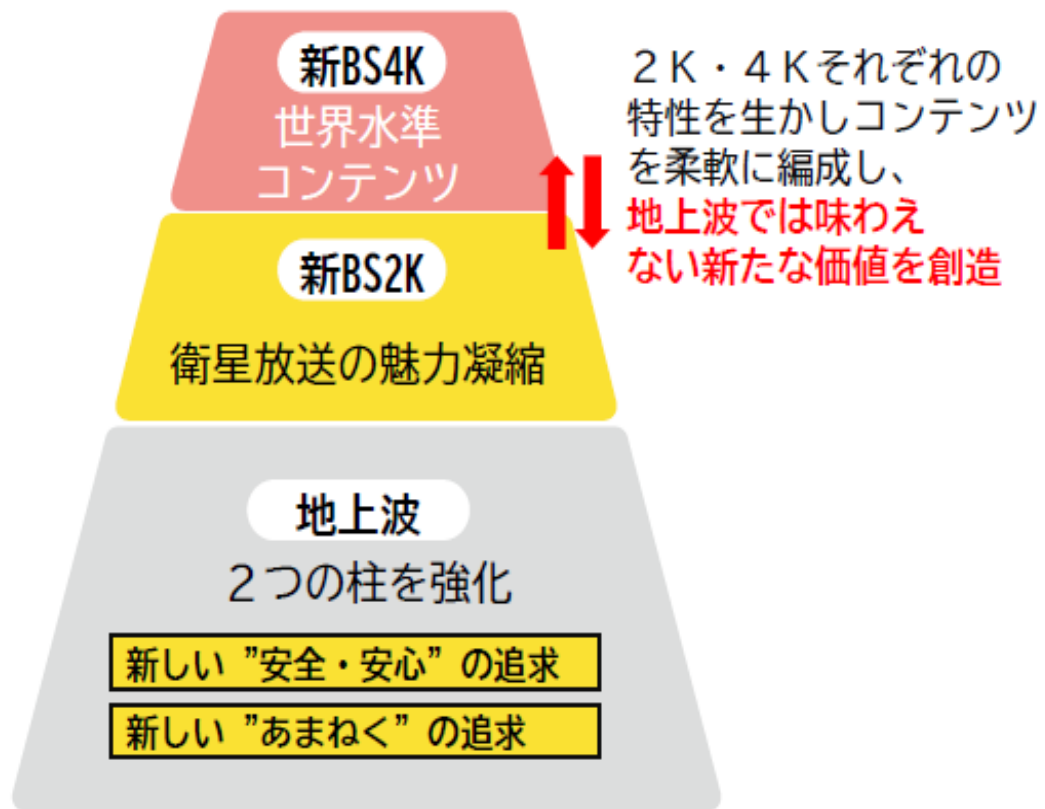 新BS4K
世界水準
コンテンツ
２Ｋ・４Ｋそれぞれの
特性を生かしコンテンツ
を柔軟に編成し、
地上波では味わえ
ない新たな価値を創造
新BS2K
衛星放送の魅力凝縮
地上波
２つの柱を強化
新しい ”安全・安心” の追求
新しい ”あまねく” の追求